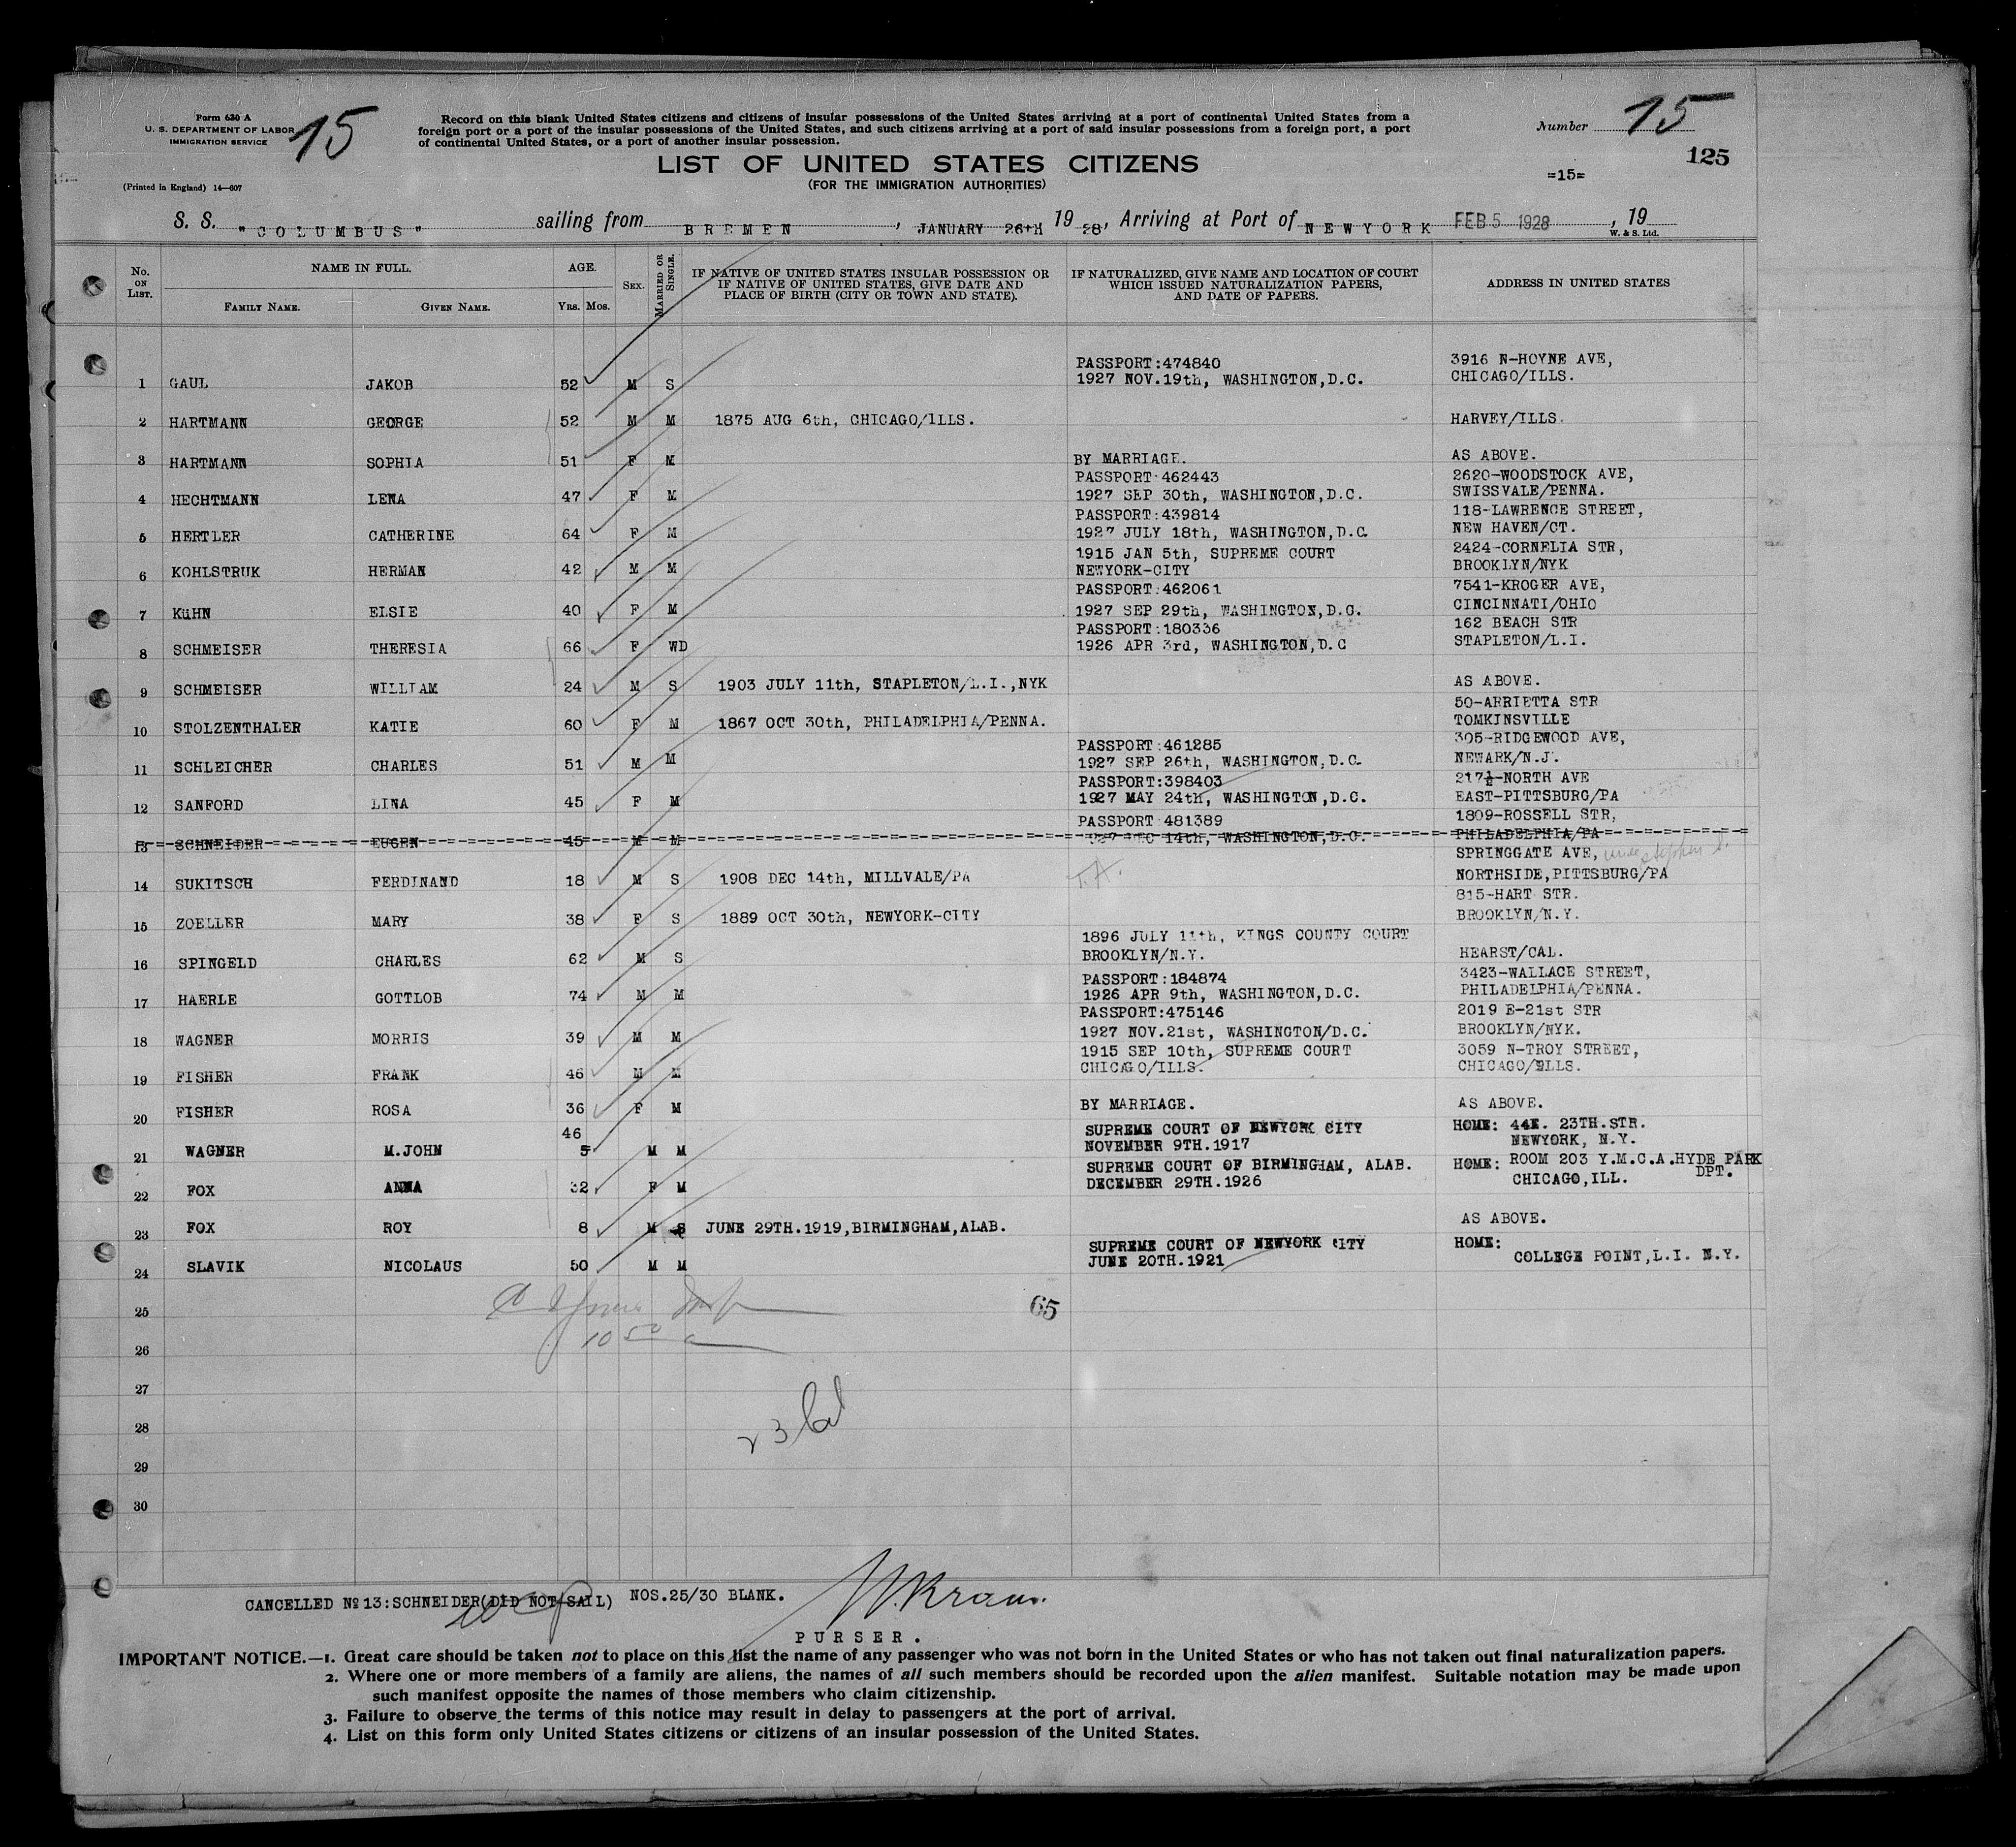 Form 630 A
U. S. DEPARTMENT OF LABOR
IMMIGRATION SERVICE
15
(Printed in England) 14—607
Record on this blank United States citizens and citizens of insular possessions of the United States arriving at a port of continental United States from a
foreign port or a port of the insular possessions of the United States, and such citizens arriving at a port of said insular possessions from a foreign port, a port
of continental United States, or a port of another insular possession.
LIST OF UNITED STATES CITIZENS
(FOR THE IMMIGRATION AUTHORITIES)
Number 15
125
=15=
S. S. "COLUMBUS" sailing from BREMEN, JANUARY 26th 1928, Arriving at Port of NEWYORK FEB 5 1928, 19
W. & S. Ltd.
No. ON LIST. NAME IN FULL. FAMILY NAME. GIVEN NAME. AGE. YRS. MOS. SEX. MARRIED OR SINGLE. IF NATIVE OF UNITED STATES INSULAR POSSESSION OR IF NATIVE OF UNITED STATES, GIVE DATE AND PLACE OF BIRTH (CITY OR TOWN AND STATE). IF NATURALIZED, GIVE NAME AND LOCATION OF COURT WHICH ISSUED NATURALIZATION PAPERS, AND DATE OF PAPERS. ADDRESS IN UNITED STATES
PASSPORT:474840 3916 N-HOYNE AVE,
1 GAUL JAKOB 52 M S 1927 NOV.19th, WASHINGTON,D.C. CHICAGO/ILLS.
2 HARTMANN GEORGE 52 M M 1875 AUG 6th, CHICAGO/ILLS. HARVEY/ILLS.
3 HARTMANN SOPHIA 51 F M BY MARRIAGE. AS ABOVE.
PASSPORT:462443 2620-WOODSTOCK AVE,
4 HECHTMANN LENA 47 F M 1927 SEP 30th, WASHINGTON,D.C. SWISSVALE/PENNA.
PASSPORT:439814 118-LAWRENCE STREET,
5 HERTLER CATHERINE 64 F M 1927 JULY 18th, WASHINGTON,D.C. NEW HAVEN/CT.
1915 JAN 5th, SUPREME COURT 2424-CORNELIA STR,
6 KOHLSTRUK HERMAN 42 M M NEWYORK-CITY BROOKLYN/NYK
PASSPORT:462061 7541-KROGER AVE,
7 KüHN ELSIE 40 F M 1927 SEP 29th, WASHINGTON,D.C. CINCINNATI/OHIO
PASSPORT:180336 162 BEACH STR
8 SCHMEISER THERESIA 66 F WD 1926 APR 3rd, WASHINGTON,D.C STAPLETON/L.I.
9 SCHMEISER WILLIAM 24 M S 1903 JULY 11th, STAPLETON/L.I.,NYK AS ABOVE.
50-ARRIETTA STR
10 STOLZENTHALER KATIE 60 F M 1867 OCT 30th, PHILADELPHIA/PENNA. TOMKINSVILLE
PASSPORT:461285 305-RIDGEWOOD AVE,
11 SCHLEICHER CHARLES 51 M M 1927 SEP 26th, WASHINGTON,D.C. NEWARK/N.J.
PASSPORT:398403 217½-NORTH AVE
12 SANFORD LINA 45 F M 1927 MAY 24th, WASHINGTON,D.C. EAST-PITTSBURG/PA
PASSPORT 481389 1809-ROSSELL STR,
13 SCHNEIDER EUGEN 45 M M 1927 DEC 14th, WASHINGTON,D.C. PHILADELPHIA/PA
SPRINGGATE AVE,
14 SUKITSCH FERDINAND 18 M S 1908 DEC 14th, MILLVALE/PA T.A. NORTHSIDE,PITTSBURG/PA
815-HART STR.
15 ZOELLER MARY 38 F S 1889 OCT 30th, NEWYORK-CITY BROOKLYN/N.Y.
1896 JULY 11th, KINGS COUNTY COURT
16 SPINGELD CHARLES 62 M S BROOKLYN/N.Y. HEARST/CAL.
PASSPORT:184874 3423-WALLACE STREET,
17 HAERLE GOTTLOB 74 M M 1926 APR 9th, WASHINGTON,D.C. PHILADELPHIA/PENNA.
PASSPORT:475146 2019 E-21st STR
18 WAGNER MORRIS 39 M M 1927 NOV.21st, WASHINGTON/D.C. BROOKLYN/NYK.
1915 SEP 10th, SUPREME COURT 3059 N-TROY STREET,
19 FISHER FRANK 46 M M CHICAGO/ILLS. CHICAGO/ILLS.
20 FISHER ROSA 36 F M BY MARRIAGE. AS ABOVE.
46 SUPREME COURT OF NEWYORK CITY HOME: 44E. 23TH.STR.
21 WAGNER M.JOHN 5 M M NOVEMBER 9TH.1917 NEWYORK, N.Y.
SUPREME COURT OF BIRMINGHAM, ALAB. HOME: ROOM 203 Y.M.C.A.HYDE PARK DPT.
22 FOX ANNA 32 F M DECEMBER 29TH.1926 CHICAGO,ILL.
23 FOX ROY 8 M S JUNE 29TH.1919,BIRMINGHAM,ALAB. AS ABOVE.
SUPREME COURT OF NEWYORK CITY HOME:
24 SLAVIK NICOLAUS 50 M M JUNE 20TH.1921 COLLEGE POINT,L.I. N.Y.
25 65
26
27
28
29
30
CANCELLED No 13:SCHNEIDER(DID NOT SAIL) NOS.25/30 BLANK.
PURSER.
IMPORTANT NOTICE.—1. Great care should be taken not to place on this list the name of any passenger who was not born in the United States or who has not taken out final naturalization papers.
2. Where one or more members of a family are aliens, the names of all such members should be recorded upon the alien manifest. Suitable notation may be made upon
such manifest opposite the names of those members who claim citizenship.
3. Failure to observe the terms of this notice may result in delay to passengers at the port of arrival.
4. List on this form only United States citizens or citizens of an insular possession of the United States.